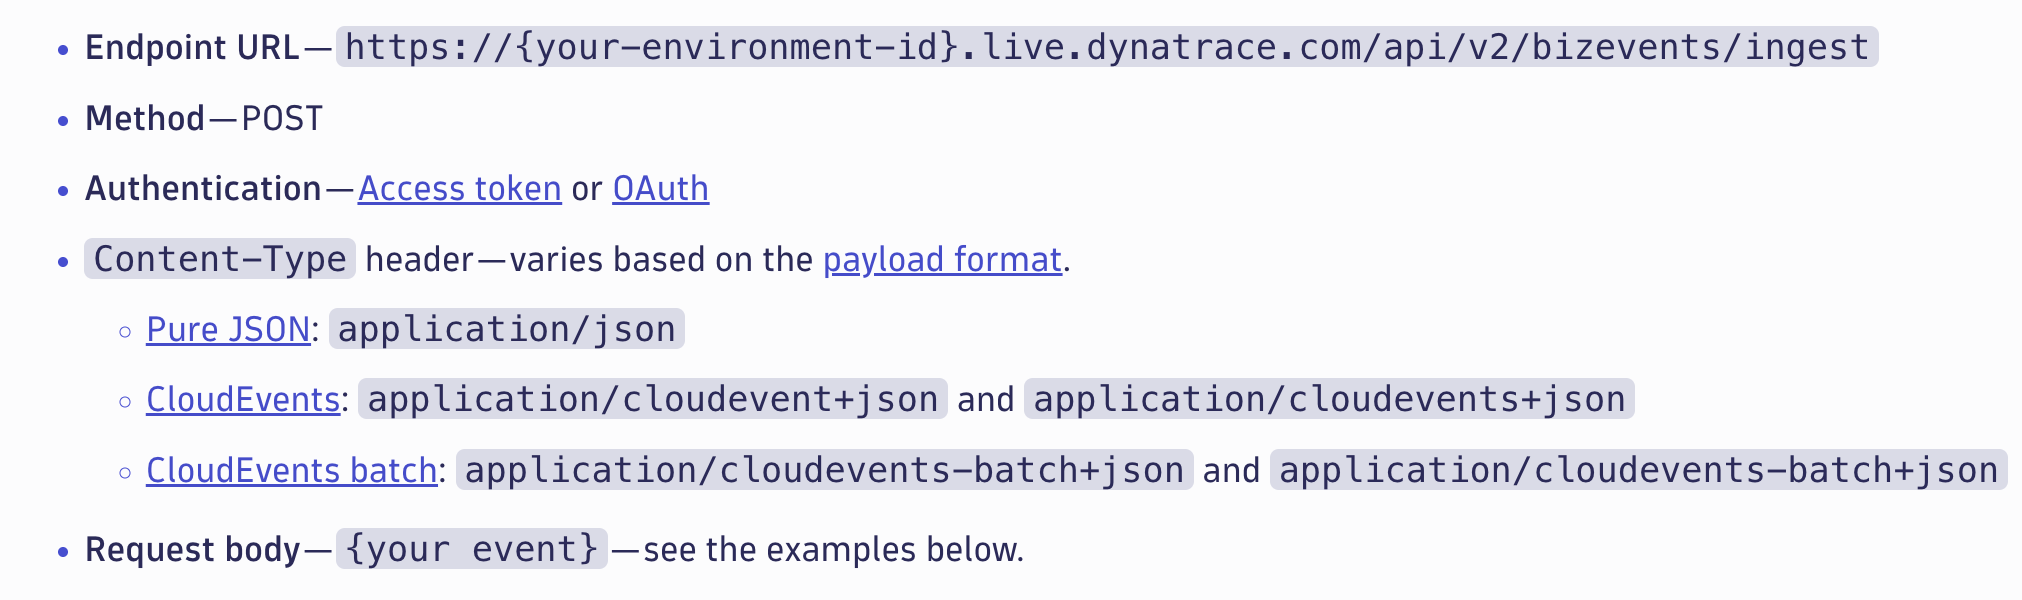 • Endpoint URL—https://{your-environment-id}.live.dynatrace.com/api/v2/bizevents/ingest
• Method—POST
• Authentication—Access token or OAuth
• Content-Type header—varies based on the payload format.
◦ Pure JSON: application/json
◦ CloudEvents: application/cloudevent+json and application/cloudevents+json
◦ CloudEvents batch: application/cloudevents-batch+json and application/cloudevents-batch+json
• Request body—{your event}—see the examples below.